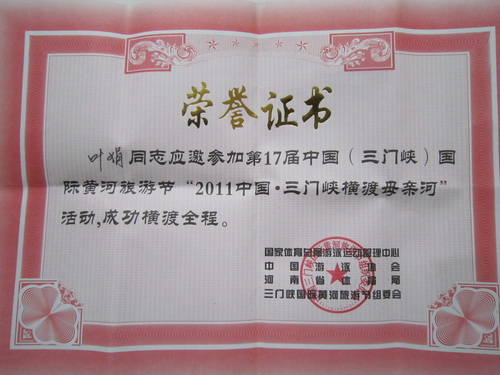 荣誉证书
叶娟同志应邀参加第17届中国(三门峡)国
际黄河旅游节“2011中国·三门峡横渡母亲河”
活动,成功横渡全程。
国家体育总局游泳运动管理中心
中国游泳协会
河南省体育局
三门峡国际黄河旅游节组委会